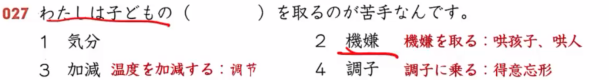 027 わたしは子どもの（　　　）を取るのが苦手なんです。
1 気分　2 機嫌 機嫌を取る：哄孩子、哄人
3 加減 温度を加減する：调节　4 調子 調子に乗る：得意忘形